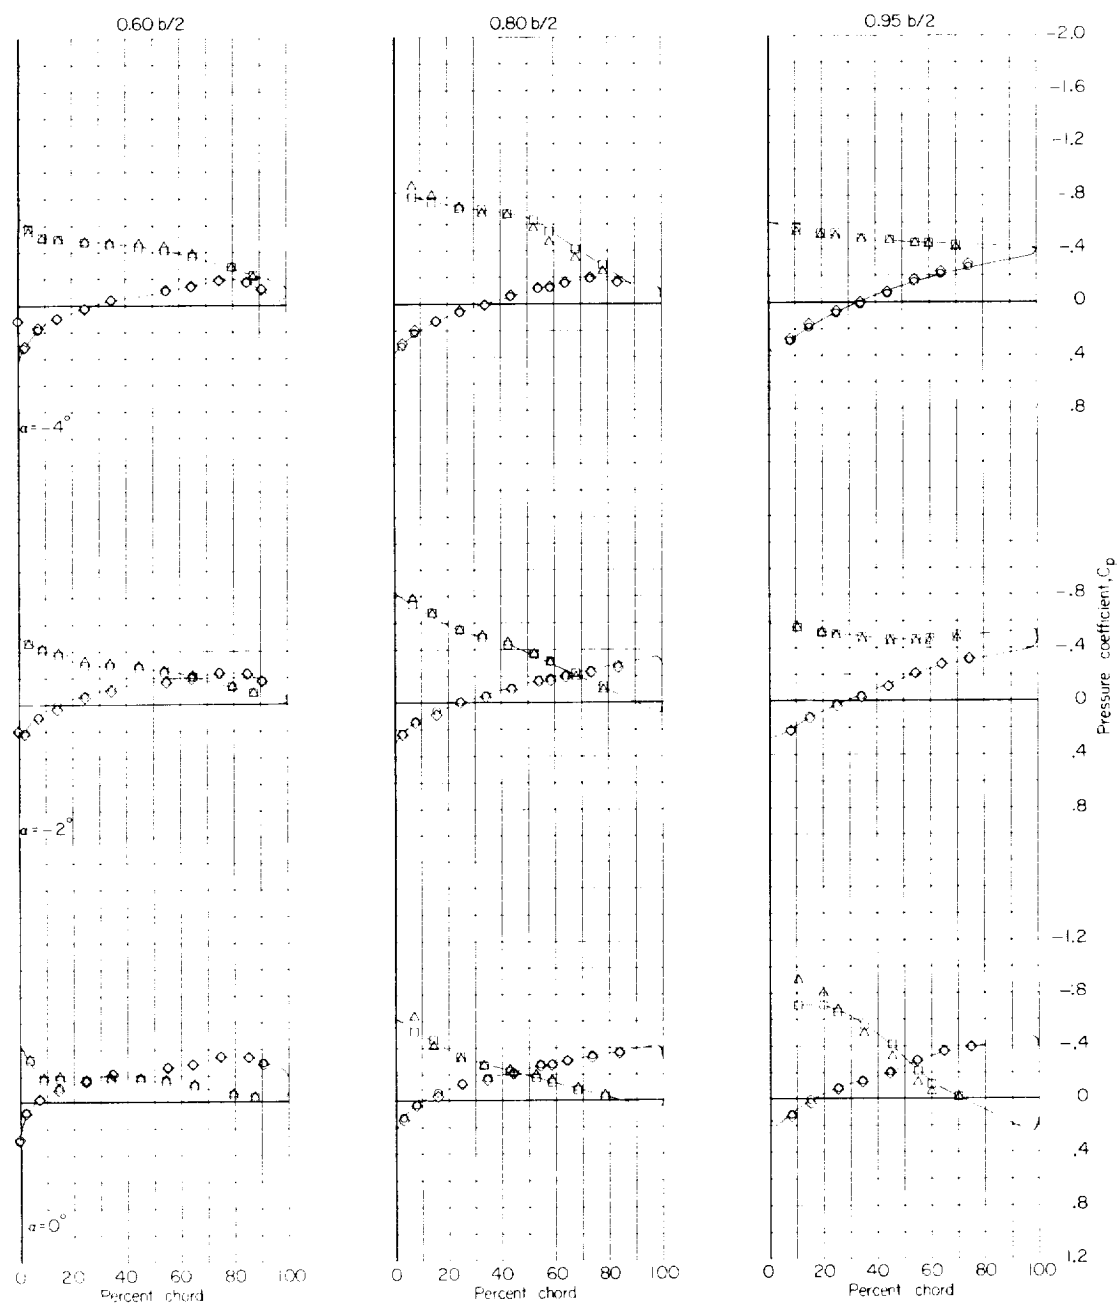 0.60 b/2
0.80 b/2
0.95 b/2
-2.0
-1.6
-1.2
-.8
-.4
0
.4
.8
α=-4°
-.8
-.4
0
.4
.8
α=-2°
Pressure coefficient, Cp
-1.2
-.8
-.4
0
.4
.8
1.2
α=0°
0 20 40 60 80 100
Percent chord
0 20 40 60 80 100
Percent chord
0 20 40 60 80 100
Percent chord